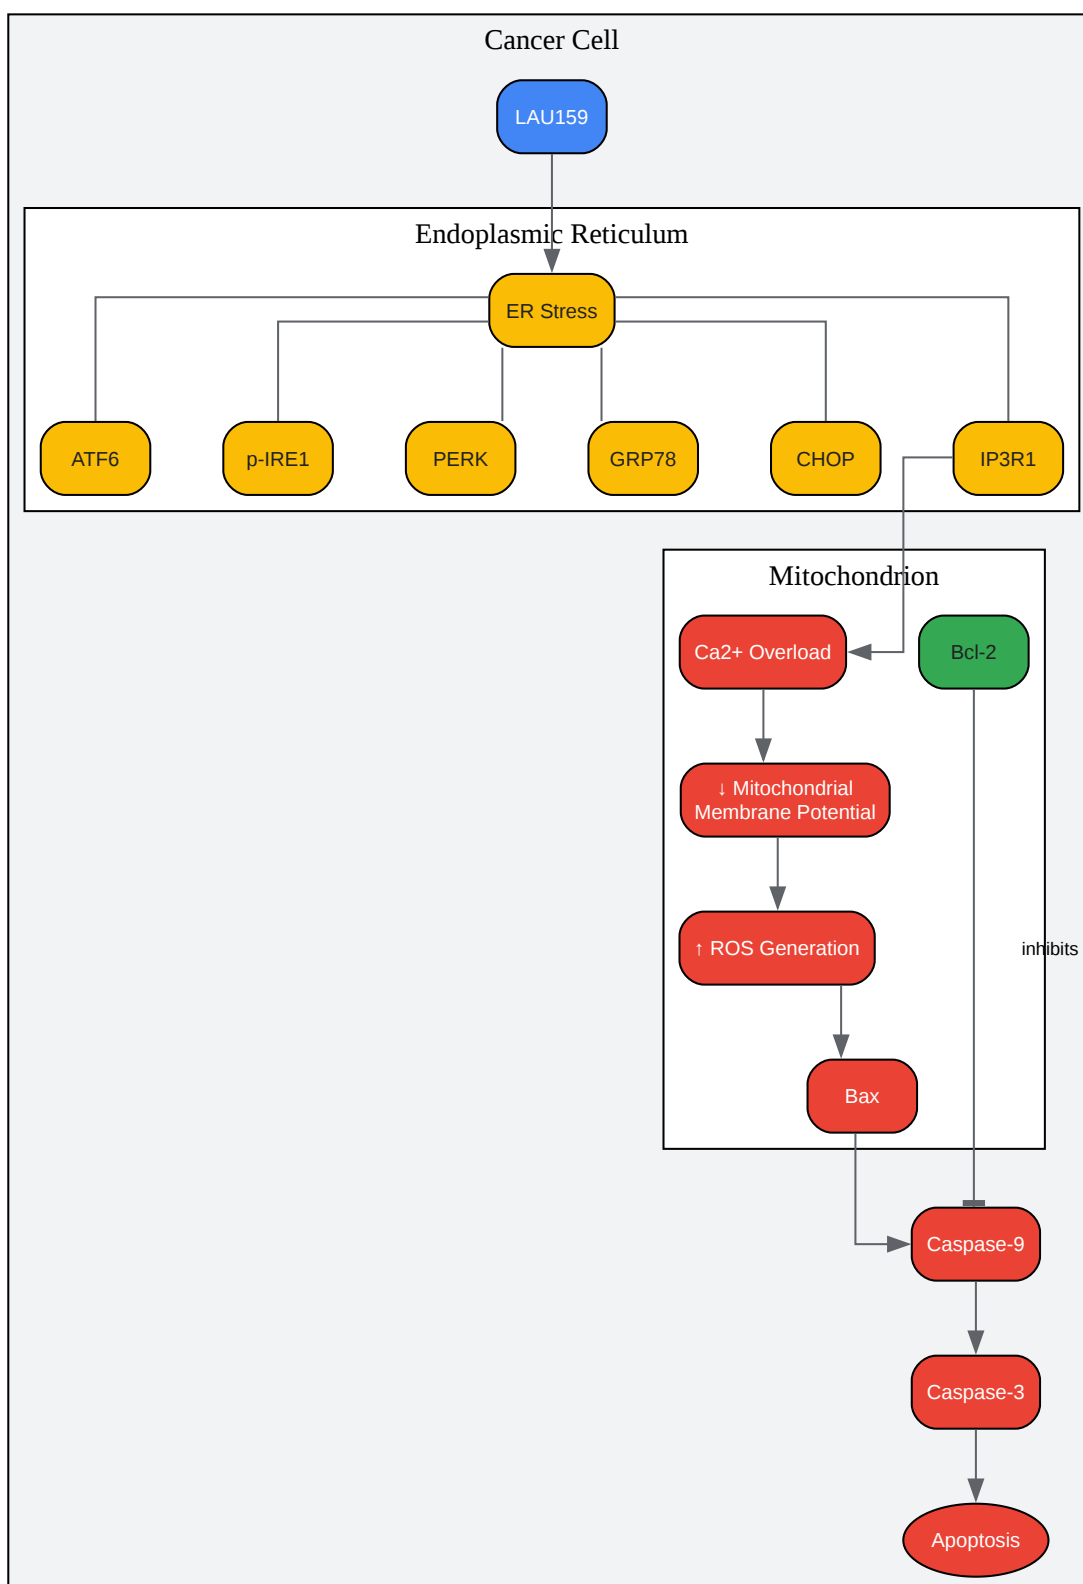 Cancer Cell
LAU159
Endoplasmic Reticulum
ER Stress
ATF6
p-IRE1
PERK
GRP78
CHOP
IP3R1
Mitochondrion
Ca2+ Overload
Bcl-2
↓ Mitochondrial
Membrane Potential
↑ ROS Generation
inhibits
Bax
Caspase-9
Caspase-3
Apoptosis